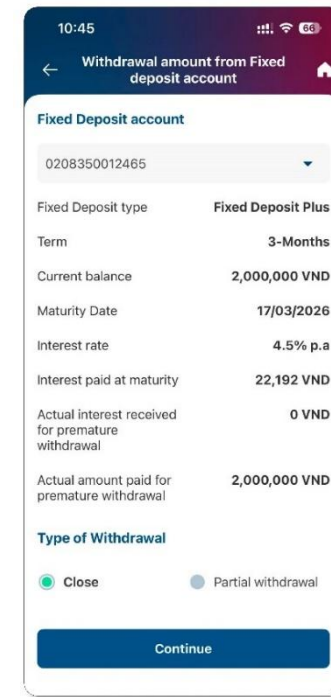 10:45
66
Withdrawal amount from Fixed
deposit account
Fixed Deposit account
0208350012465
Fixed Deposit type Fixed Deposit Plus
Term 3-Months
Current balance 2,000,000 VND
Maturity Date 17/03/2026
Interest rate 4.5% p.a
Interest paid at maturity 22,192 VND
Actual interest received 0 VND
for premature
withdrawal
Actual amount paid for 2,000,000 VND
premature withdrawal
Type of Withdrawal
Close Partial withdrawal
Continue